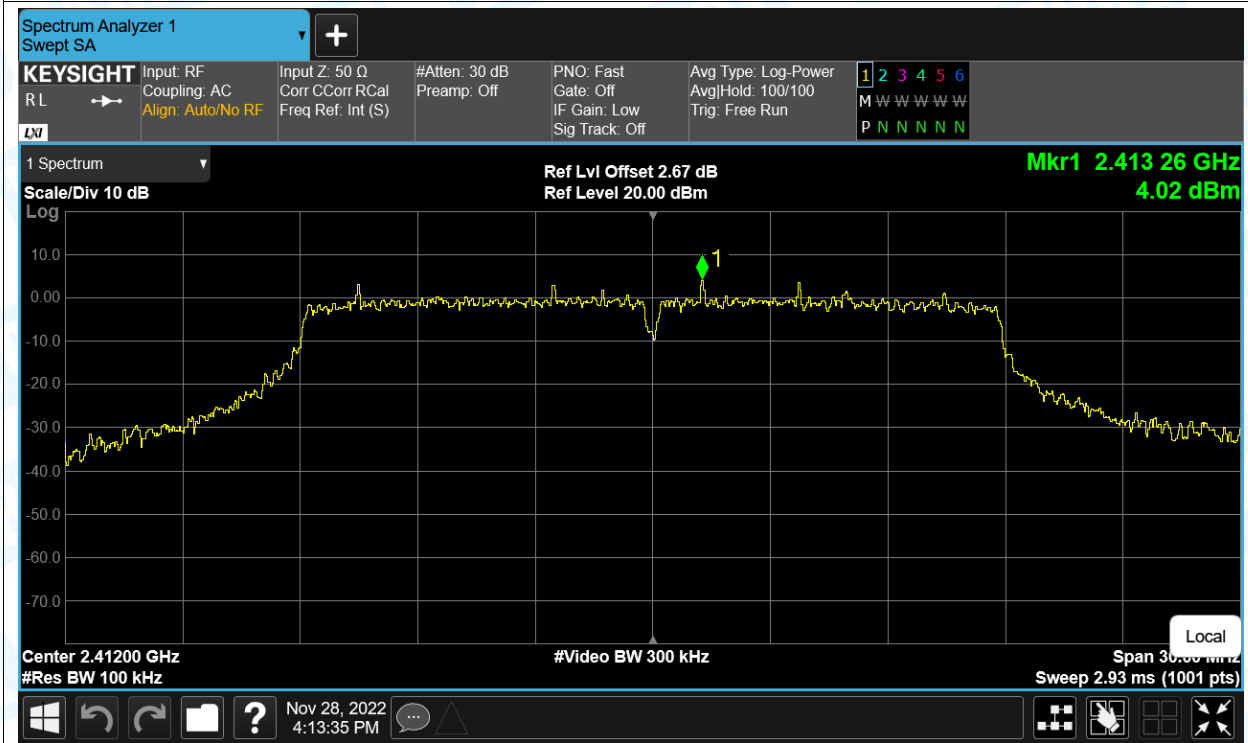 Spectrum Analyzer 1
Swept SA
KEYSIGHT
R L
LXI
Input: RF
Coupling: AC
Align: Auto/No RF
Input Z: 50 Ω
Corr CCorr RCal
Freq Ref: Int (S)
#Atten: 30 dB
Preamp: Off
PNO: Fast
Gate: Off
IF Gain: Low
Sig Track: Off
Avg Type: Log-Power
Avg|Hold: 100/100
Trig: Free Run
1 2 3 4 5 6
M W W W W W W
P N N N N N
1 Spectrum
Scale/Div 10 dB
Ref Lvl Offset 2.67 dB
Ref Level 20.00 dBm
Mkr1 2.413 26 GHz
4.02 dBm
Log
10.0
0.00
-10.0
-20.0
-30.0
-40.0
-50.0
-60.0
-70.0
1
Local
Center 2.41200 GHz
#Video BW 300 kHz
Span 30.00 MHz
#Res BW 100 kHz
Sweep 2.93 ms (1001 pts)
?
Nov 28, 2022
4:13:35 PM